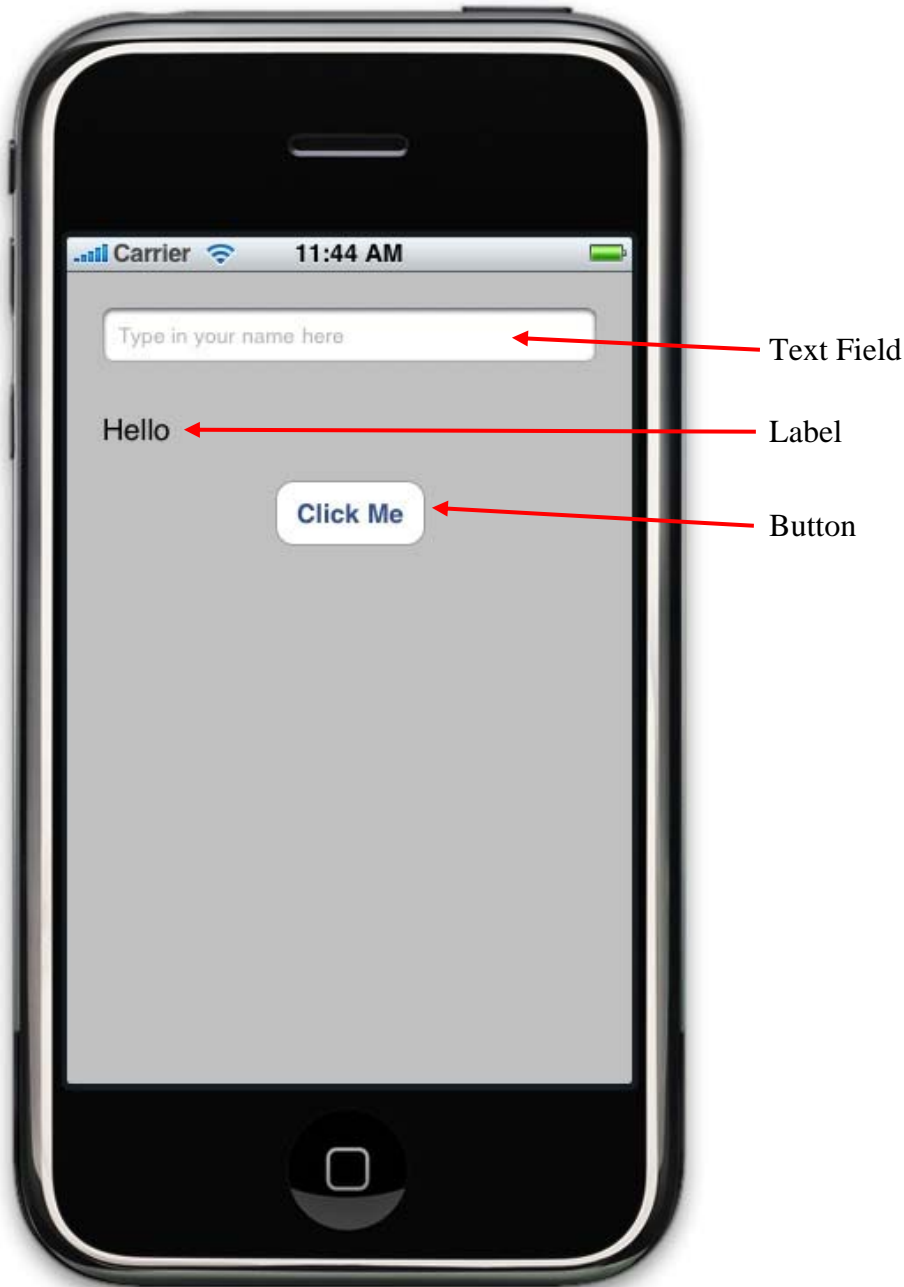 Carrier 11:44 AM
Type in your name here
Text Field
Hello
Label
Click Me
Button